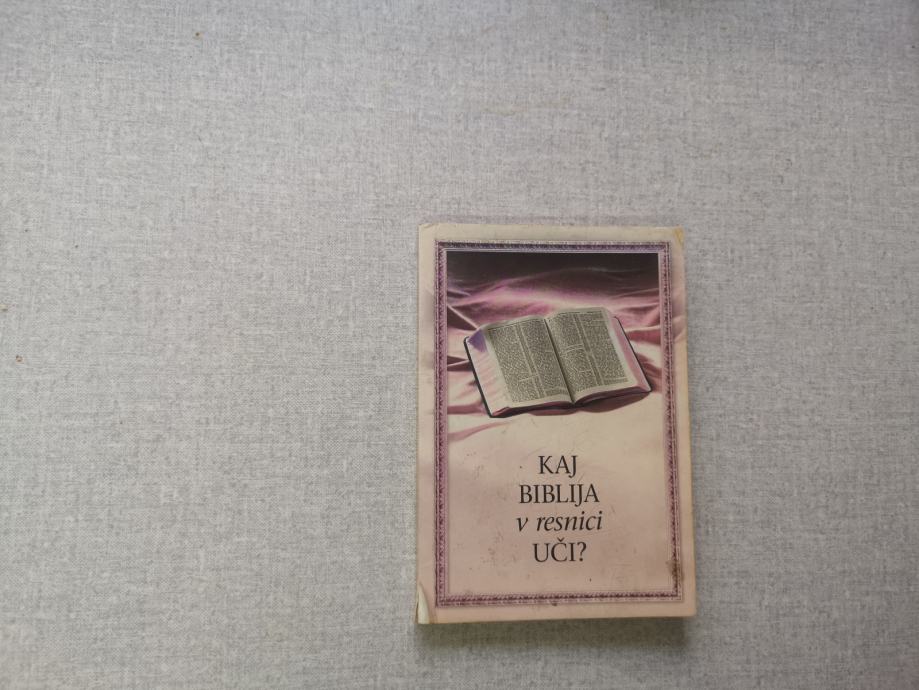 KAJ
BIBLIJA
v resnici
UČI?